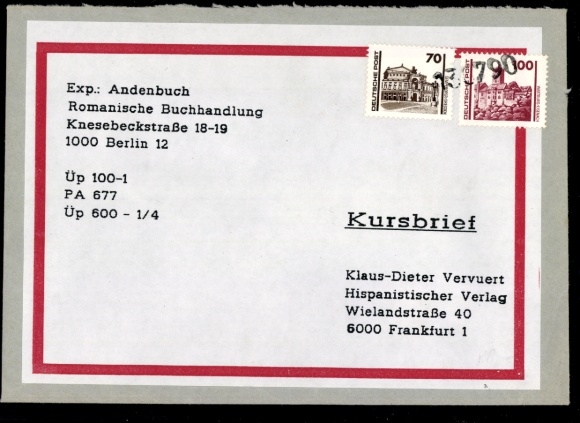 70
DEUTSCHE POST
100
DEUTSCHE POST
Exp.: Andenbuch
Romanische Buchhandlung
Knesebeckstraße 18-19
1000 Berlin 12
Üp 100-1
PA 677
Üp 600 - 1/4
Kursbrief
Klaus-Dieter Vervuert
Hispanistischer Verlag
Wielandstraße 40
6000 Frankfurt 1